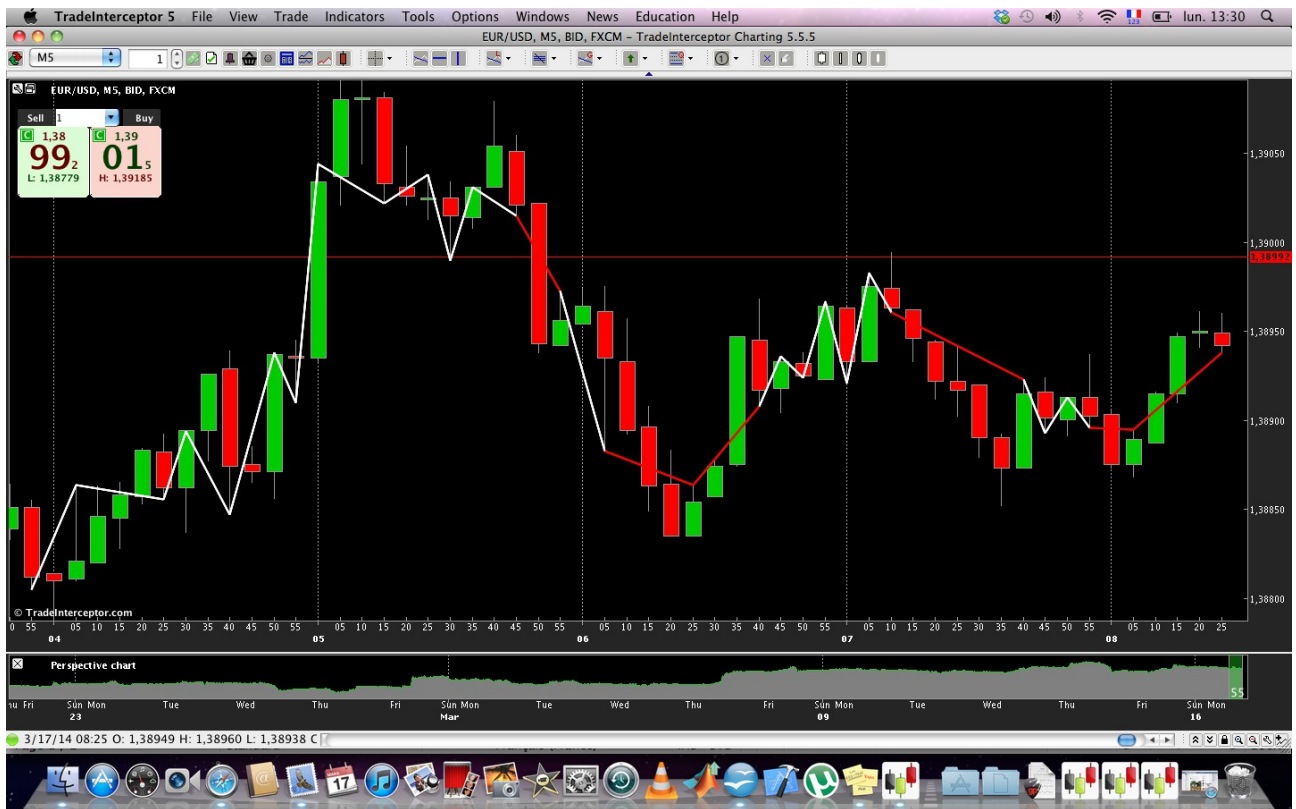 TradeInterceptor 5 File View Trade Indicators Tools Options Windows News Education Help 123 lun. 13:30
EUR/USD, M5, BID, FXCM – TradeInterceptor Charting 5.5.5
M5 1
EUR/USD, M5, BID, FXCM
Sell 1 Buy
C 1,38 C 1,39
99 2 01 5
L: 1,38779 H: 1,39185
1,39050
1,39000
1,38992
1,38950
1,38900
1,38850
1,38800
© TradeInterceptor.com
0 55 05 10 15 20 25 30 35 40 45 50 55 05 10 15 20 25 30 35 40 45 50 55 05 10 15 20 25 30 35 40 45 50 55 05 10 15 20 25 30 35 40 45 50 55 05 10 15 20 25
04 05 06 07 08
Perspective chart
55
Fri Sun Mon Tue Wed Thu Fri Sun Mon Tue Wed Thu Fri Sun Mon Tue Wed Thu Fri Sun Mon
23 Mar 09 16
3/17/14 08:25 O: 1,38949 H: 1,38960 L: 1,38938 C
17